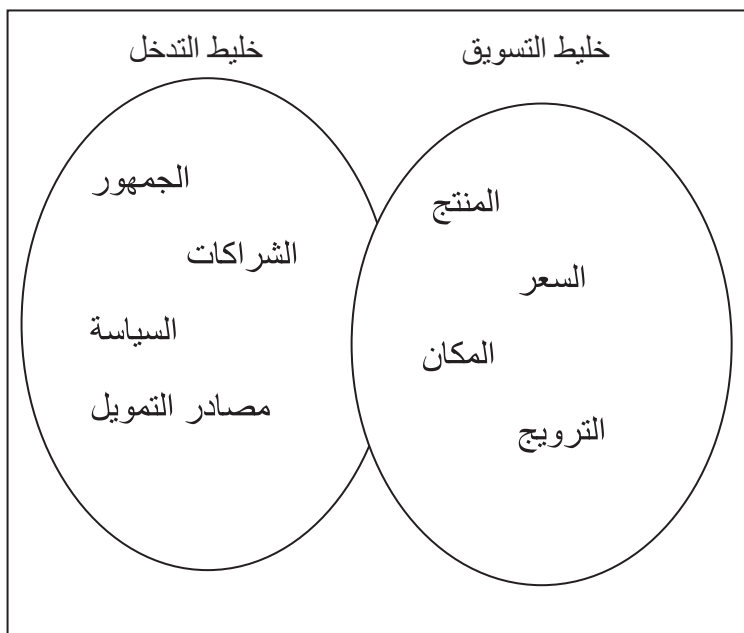 خليط التسويق
المنتج
السعر
المكان
الترويج
خليط التدخل
الجمهور
الشراكات
السياسة
مصادر التمويل